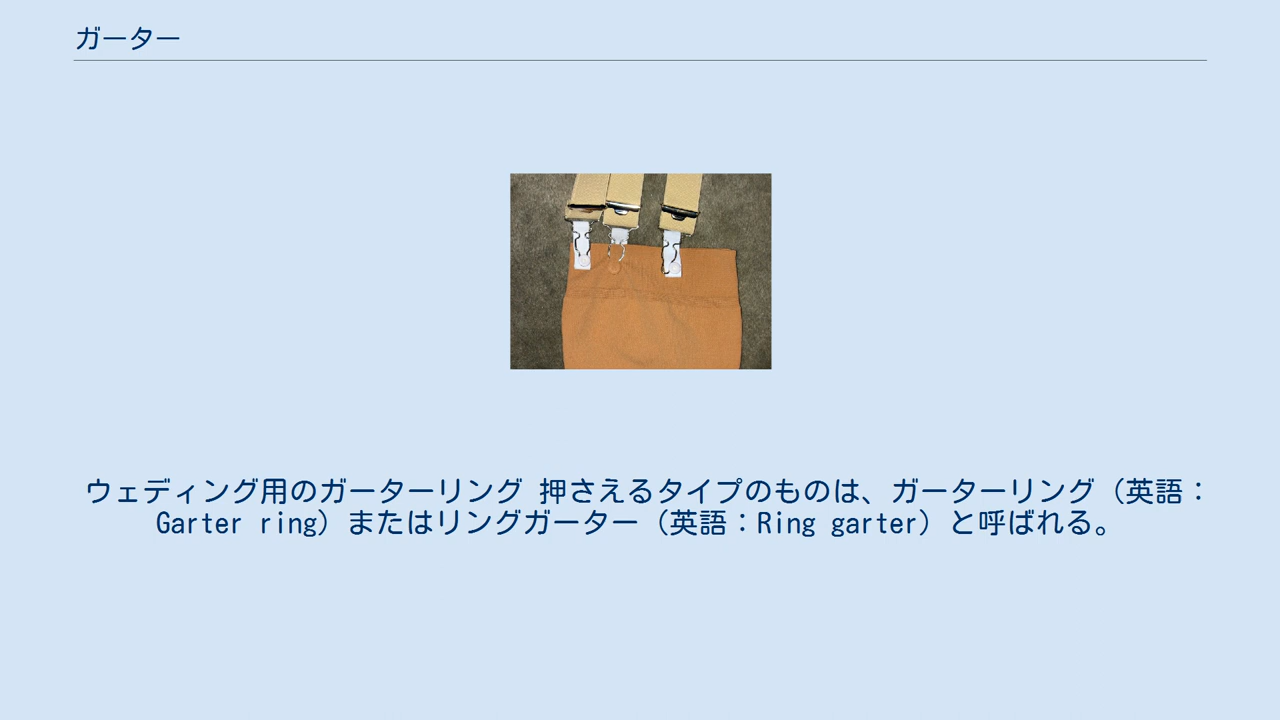 ガーター
ウェディング用のガーターリング 押さえるタイプのものは、ガーターリング（英語：
Garter ring）またはリングガーター（英語：Ring garter）と呼ばれる。